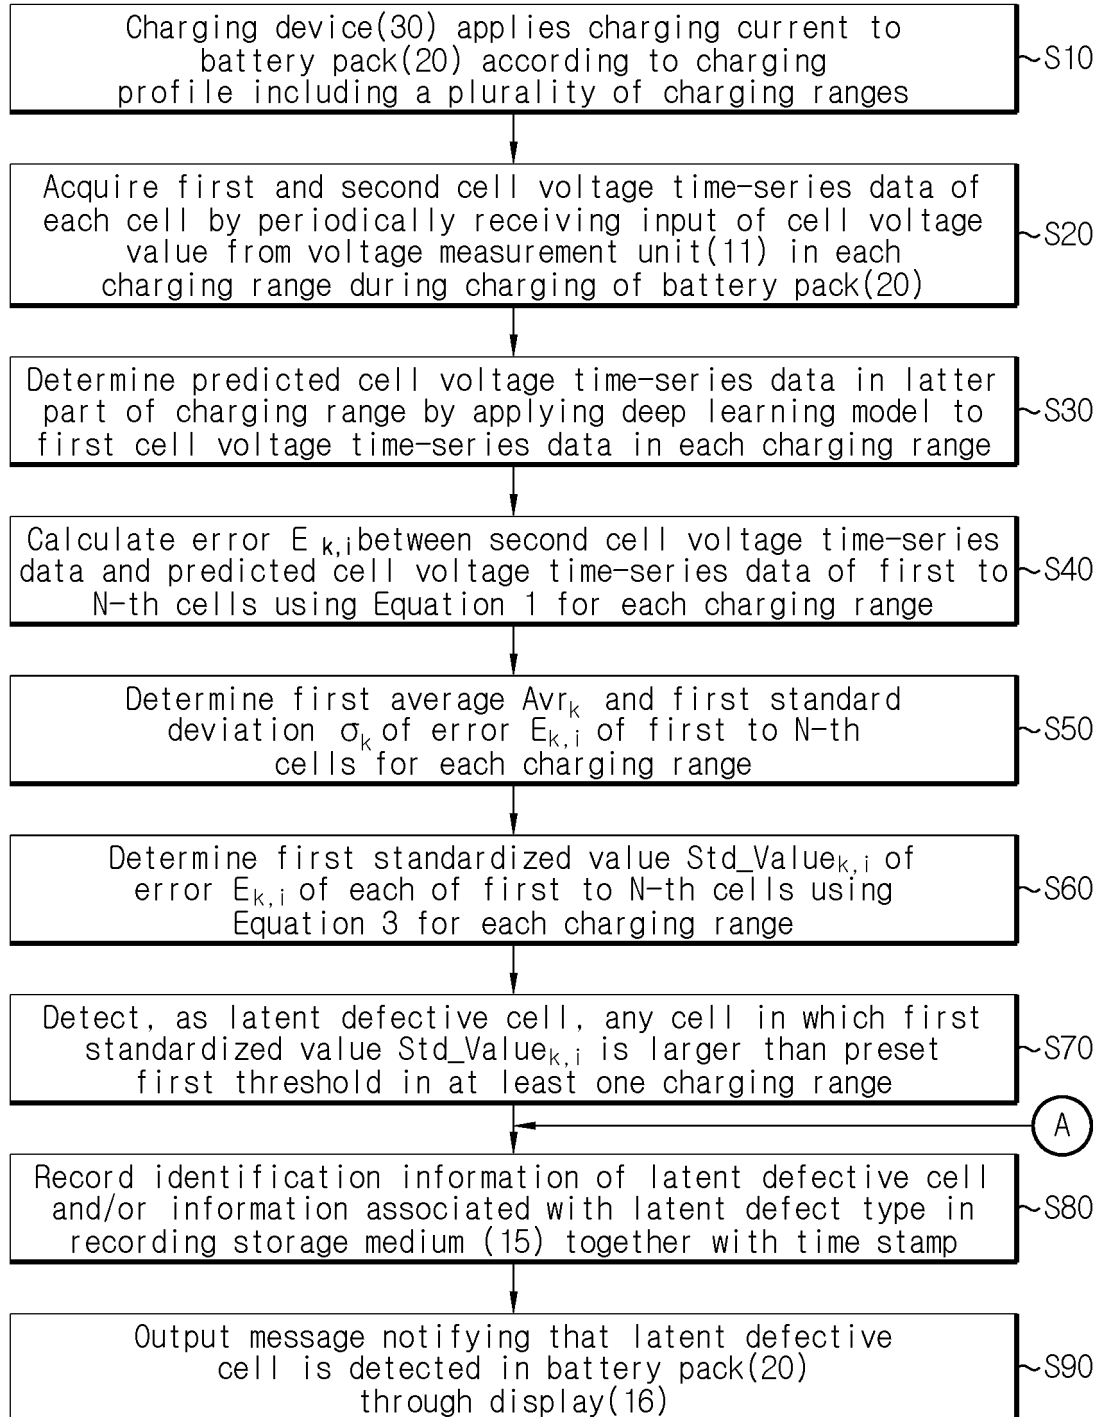 Charging device(30) applies charging current to
battery pack(20) according to charging
profile including a plurality of charging ranges
S10
Acquire first and second cell voltage time-series data of
each cell by periodically receiving input of cell voltage
value from voltage measurement unit(11) in each
charging range during charging of battery pack(20)
S20
Determine predicted cell voltage time-series data in latter
part of charging range by applying deep learning model to
first cell voltage time-series data in each charging range
S30
Calculate error E k,i between second cell voltage time-series
data and predicted cell voltage time-series data of first to
N-th cells using Equation 1 for each charging range
S40
Determine first average Avrk and first standard
deviation σk of error Ek,i of first to N-th
cells for each charging range
S50
Determine first standardized value Std_Valuek,i of
error Ek,i of each of first to N-th cells using
Equation 3 for each charging range
S60
Detect, as latent defective cell, any cell in which first
standardized value Std_Valuek,i is larger than preset
first threshold in at least one charging range
S70
A
Record identification information of latent defective cell
and/or information associated with latent defect type in
recording storage medium (15) together with time stamp
S80
Output message notifying that latent defective
cell is detected in battery pack(20)
through display(16)
S90